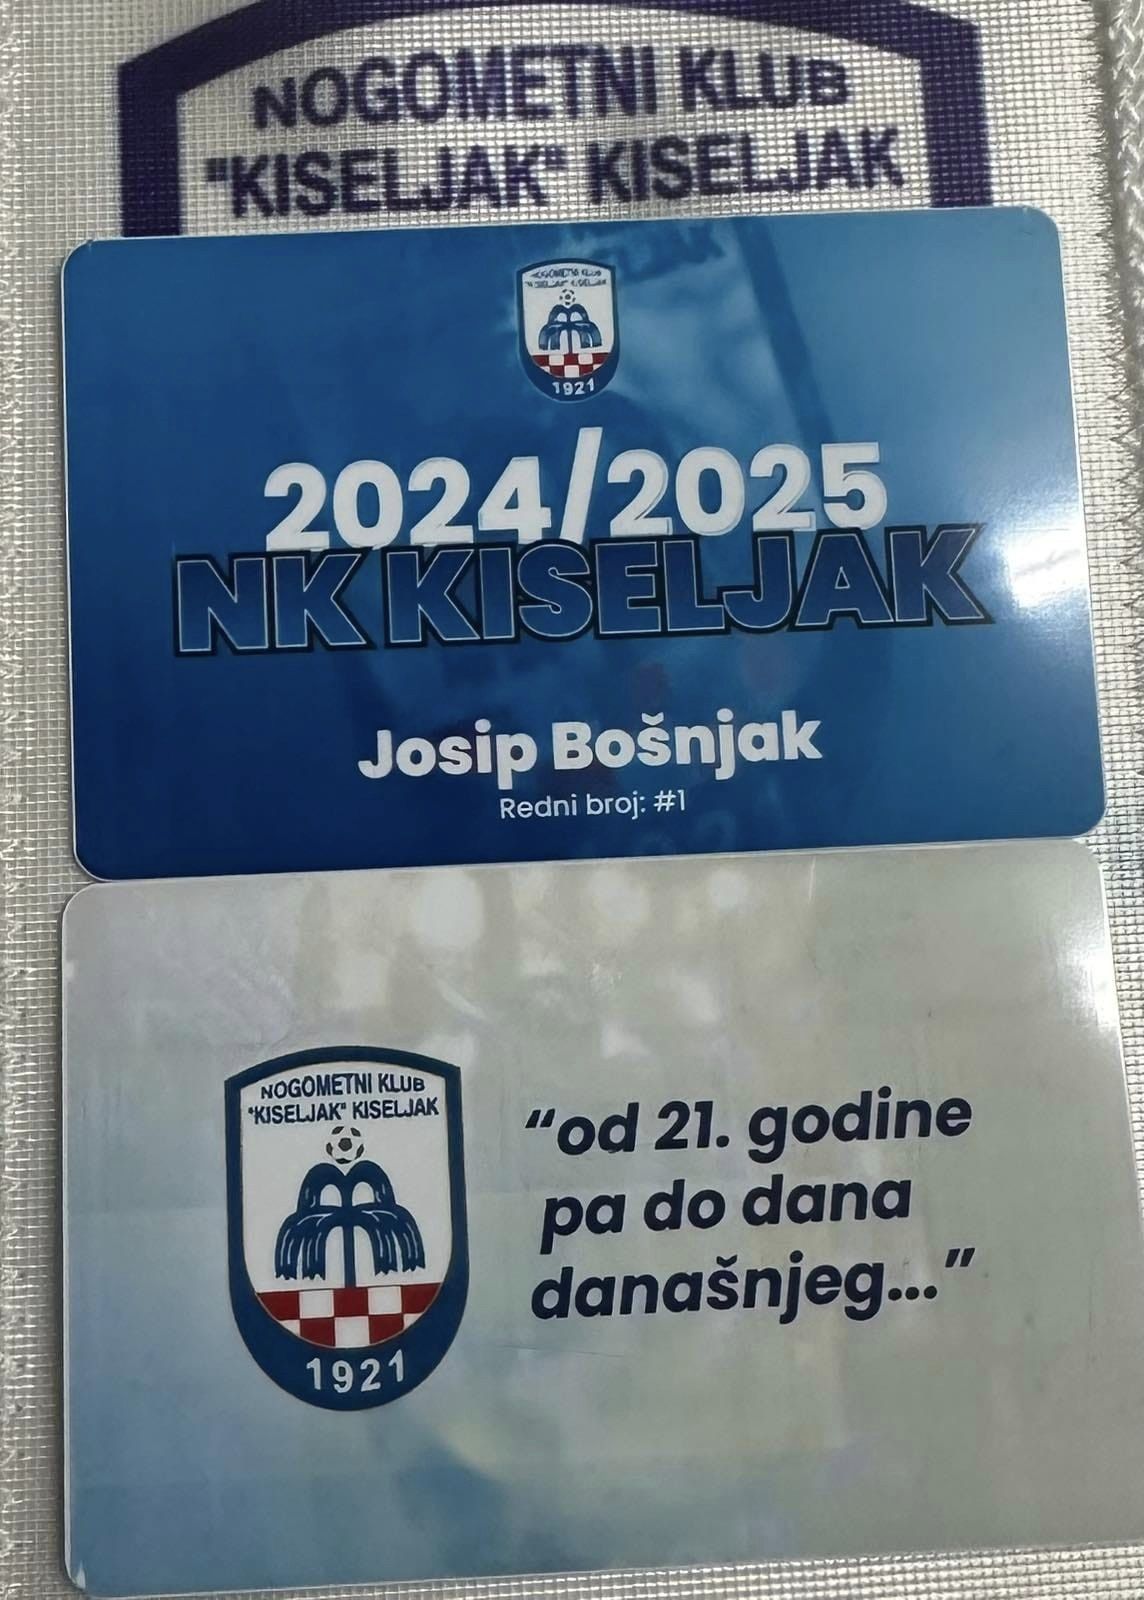 NOGOMETNI KLUB
"KISELJAK" KISELJAK
NOGOMETNI KLUB
"KISELJAK" KISELJAK
1921
2024/2025
NK KISELJAK
Josip Bošnjak
Redni broj: #1
NOGOMETNI KLUB
"KISELJAK" KISELJAK
1921
“od 21. godine
pa do dana
današnjeg...”